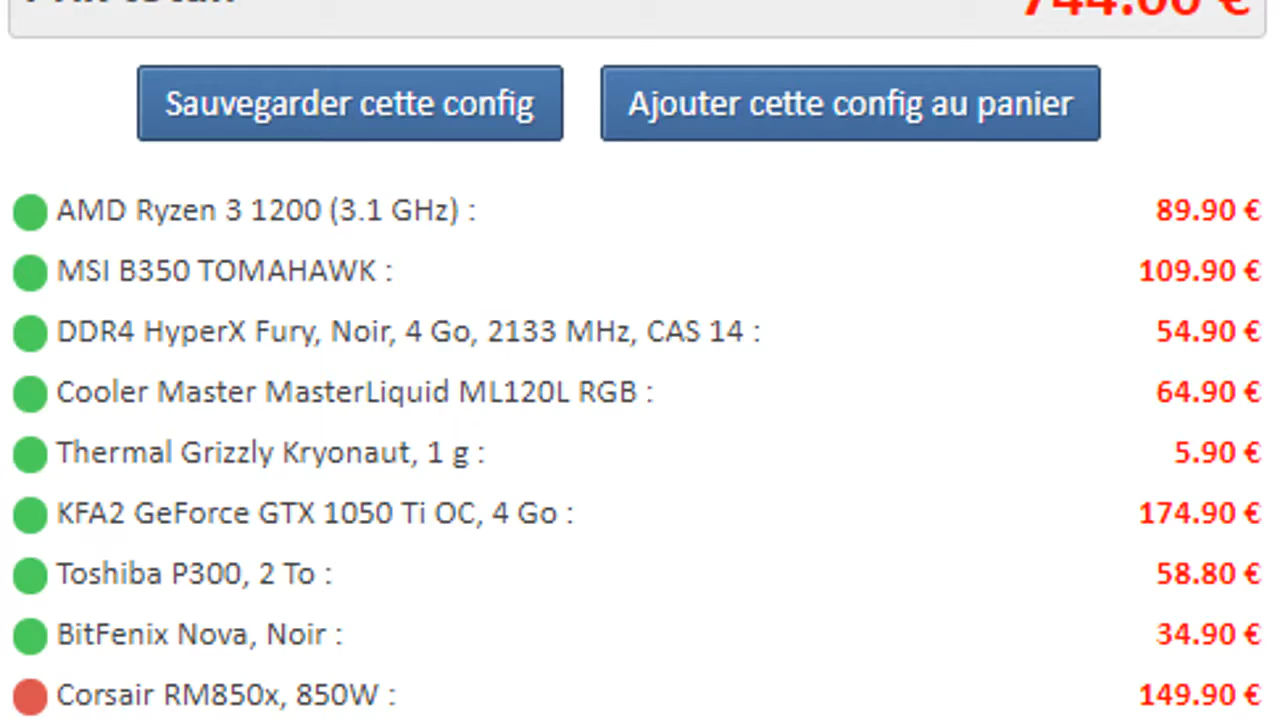 744.00 €
Sauvegarder cette config Ajouter cette config au panier
AMD Ryzen 3 1200 (3.1 GHz) : 89.90 €
MSI B350 TOMAHAWK : 109.90 €
DDR4 HyperX Fury, Noir, 4 Go, 2133 MHz, CAS 14 : 54.90 €
Cooler Master MasterLiquid ML120L RGB : 64.90 €
Thermal Grizzly Kryonaut, 1 g : 5.90 €
KFA2 GeForce GTX 1050 Ti OC, 4 Go : 174.90 €
Toshiba P300, 2 To : 58.80 €
BitFenix Nova, Noir : 34.90 €
Corsair RM850x, 850W : 149.90 €